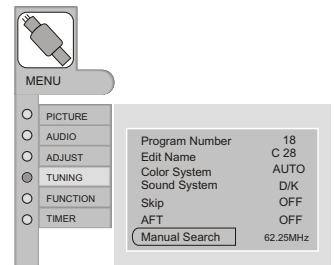 MENU
PICTURE
AUDIO
ADJUST
TUNING
FUNCTION
TIMER
Program Number 18
Edit Name C 28
Color System AUTO
Sound System D/K
Skip OFF
AFT OFF
Manual Search 62.25MHz